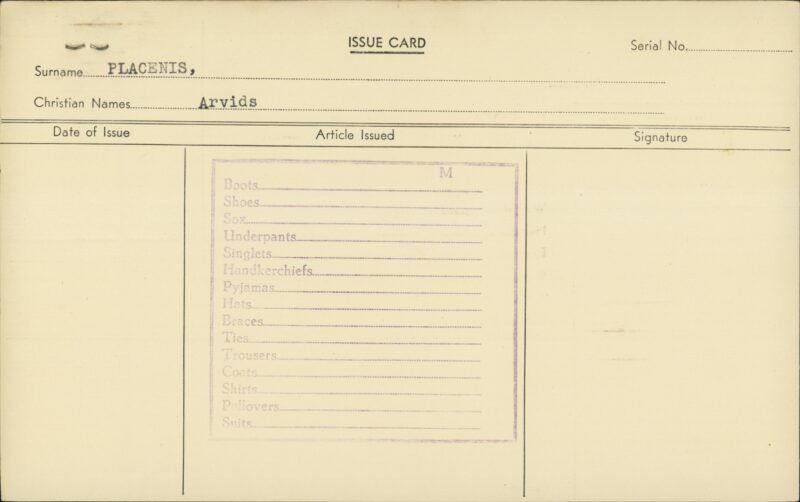 ISSUE CARD
Serial No.
Surname PLACENIS,
Christian Names Arvids
Date of Issue Article Issued Signature
M
Boots
Shoes
Sox
Underpants
Singlets
Handkerchiefs
Pyjamas
Hats
Braces
Ties
Trousers
Coats
Shirts
Pullovers
Suits